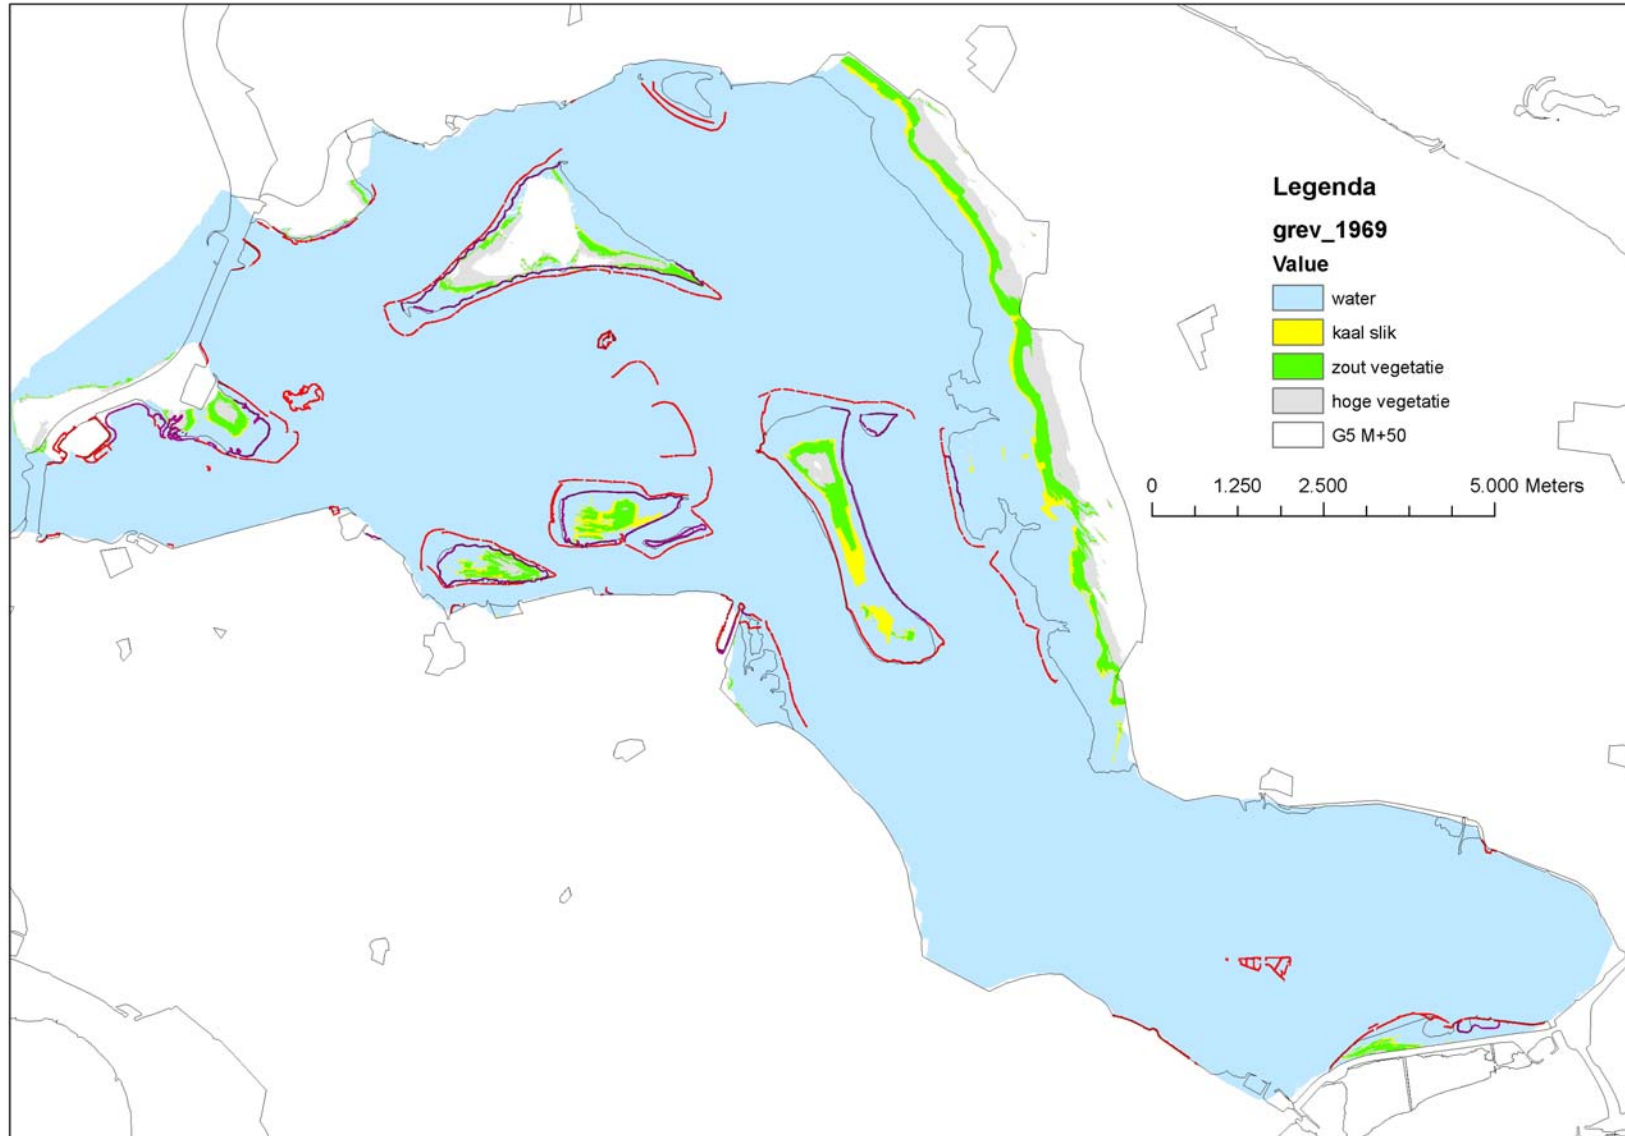 Legenda
grev_1969
Value
water
kaal slik
zout vegetatie
hoge vegetatie
G5 M+50
0 1.250 2.500 5.000 Meters